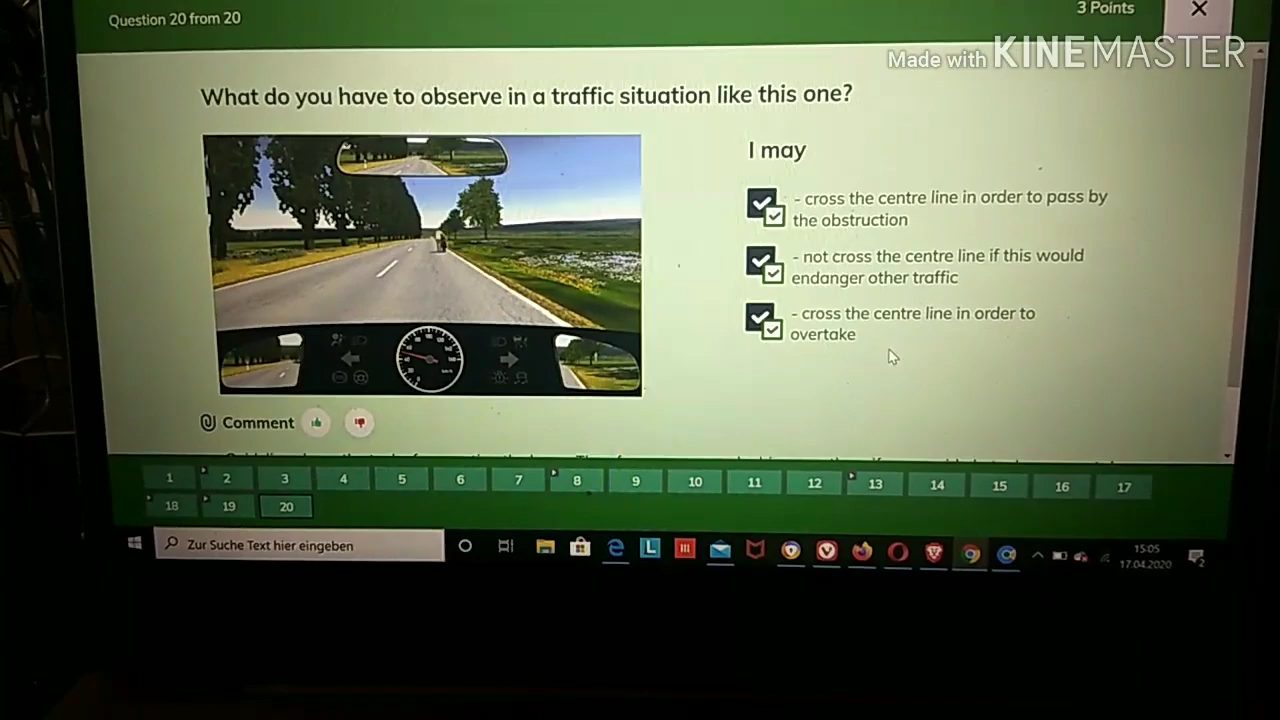 Question 20 from 20
3 Points
Made with KINEMASTER
What do you have to observe in a traffic situation like this one?
I may
- cross the centre line in order to pass by
the obstruction
- not cross the centre line if this would
endanger other traffic
- cross the centre line in order to
overtake
Comment
1 2 3 4 5 6 7 8 9 10 11 12 13 14 15 16 17
18 19 20
Zur Suche Text hier eingeben
15:05
17.04.2020